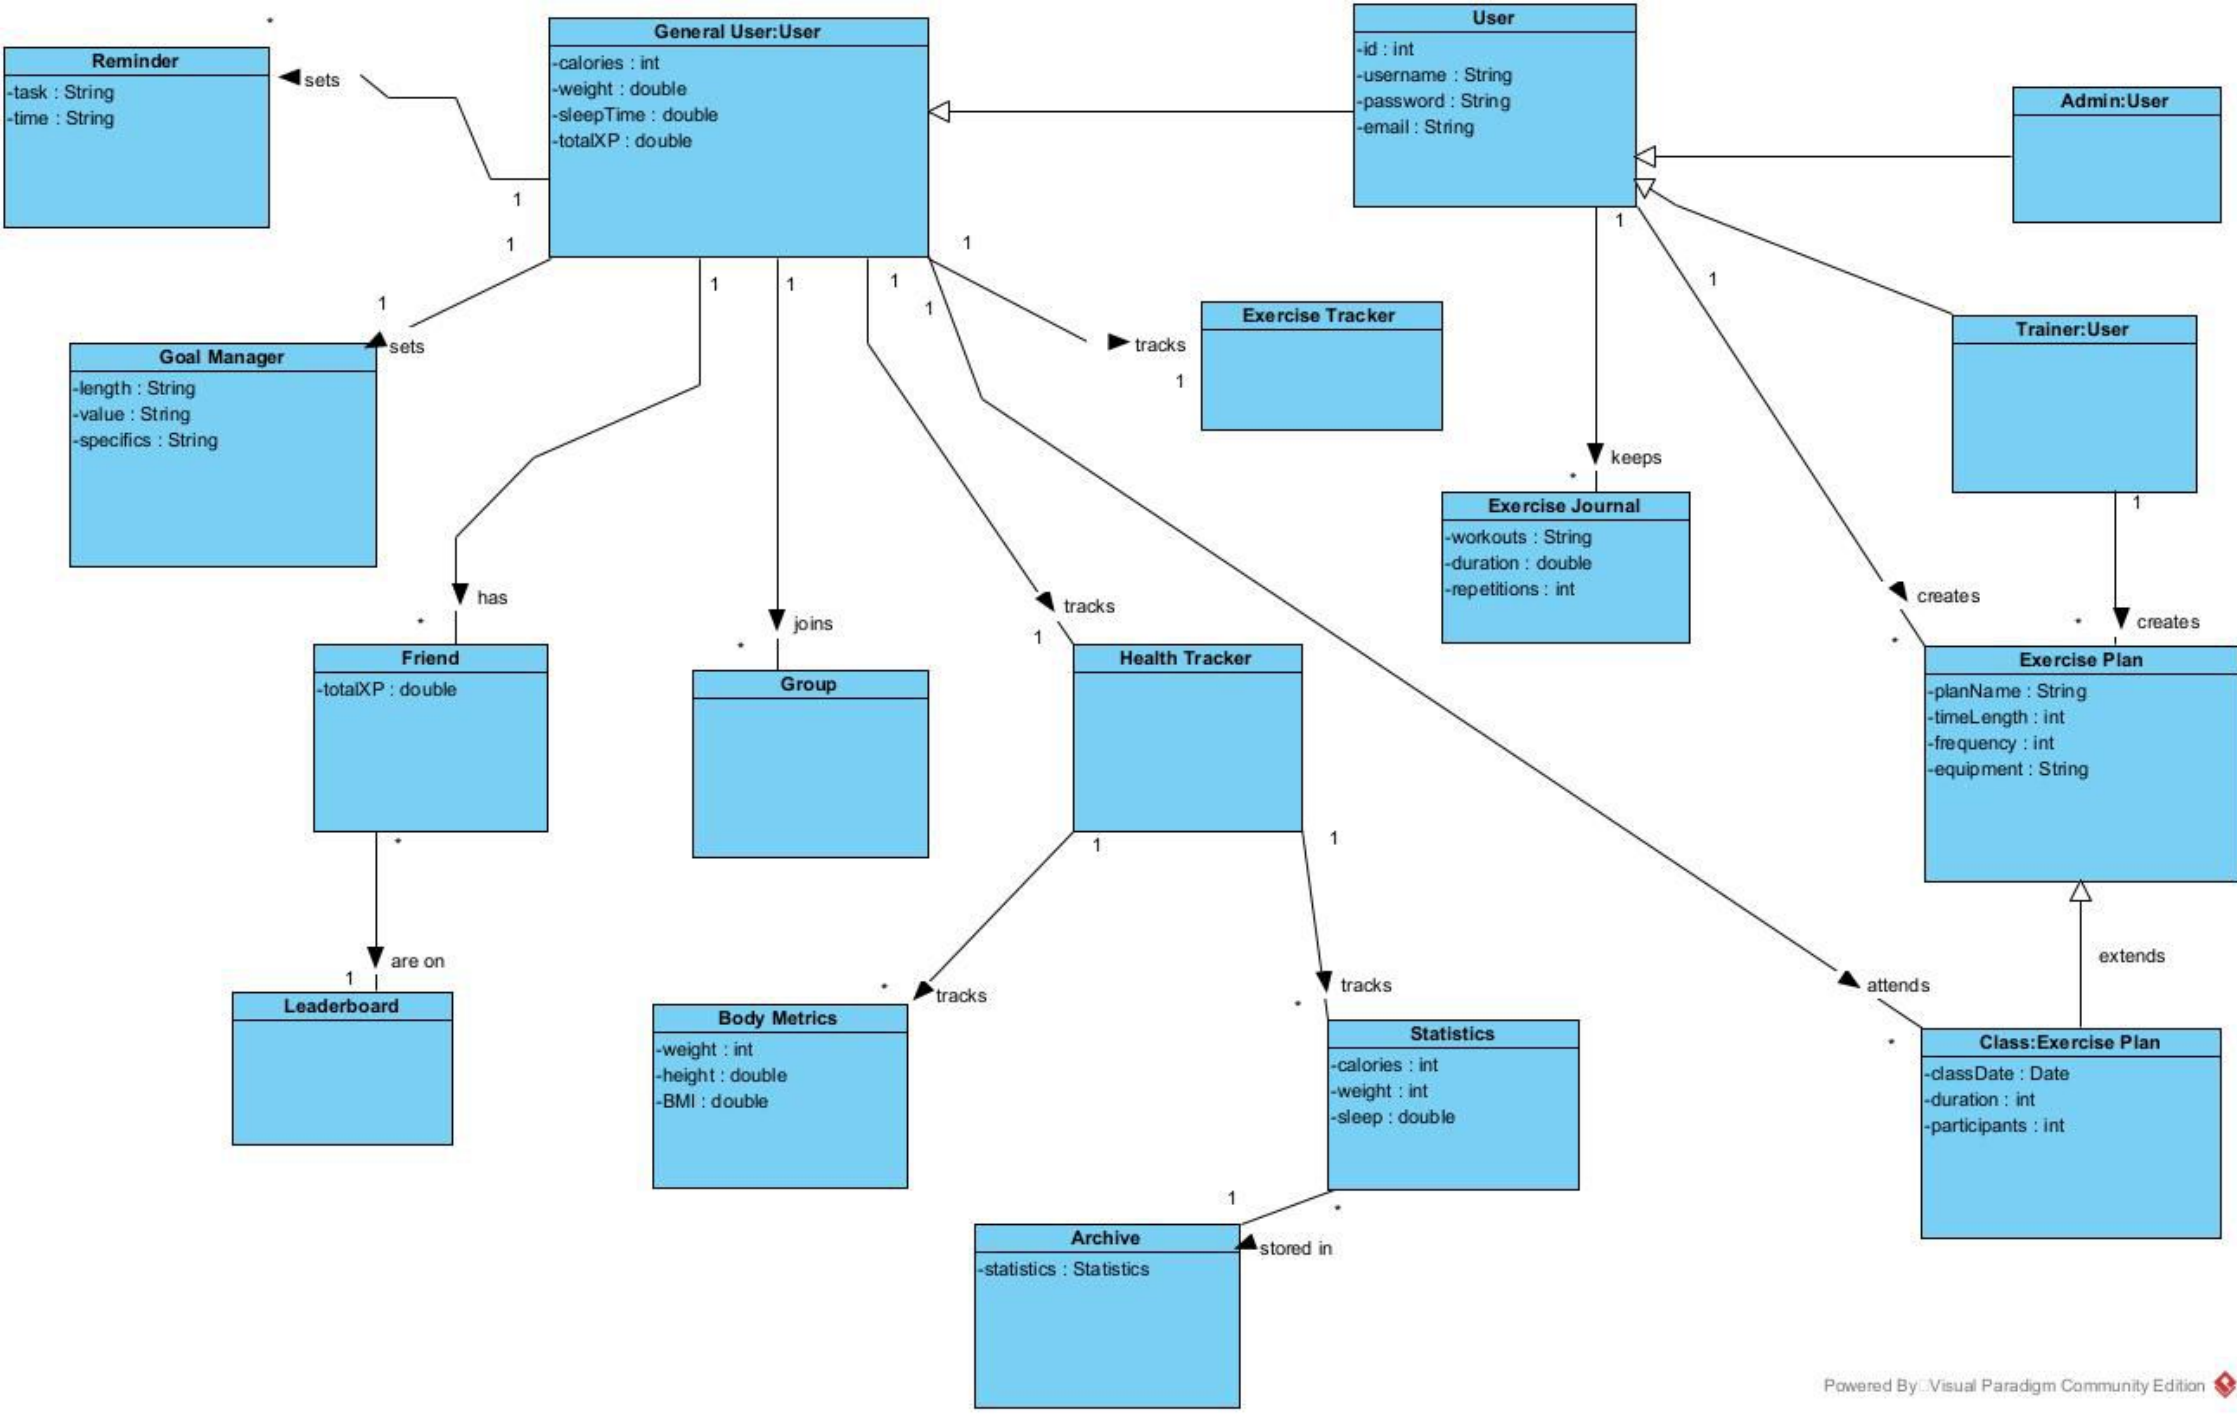 *
Reminder
-task : String
-time : String
sets
1
General User:User
-calories : int
-weight : double
-sleepTime : double
-totalXP : double
User
-id : int
-username : String
-password : String
-email : String
Admin:User
1
1
sets
Goal Manager
-length : String
-value : String
-specifics : String
1
1
1
1
1
tracks
1
Exercise Tracker
1
1
Trainer:User
1
keeps
*
Exercise Journal
-workouts : String
-duration : double
-repetitions : int
creates
*
creates
*
Exercise Plan
-planName : String
-timeLength : int
-frequency : int
-equipment : String
has
*
Friend
-totalXP : double
joins
*
Group
tracks
1
Health Tracker
*
are on
1
Leaderboard
1
tracks
*
Body Metrics
-weight : int
-height : double
-BMI : double
1
tracks
*
Statistics
-calories : int
-weight : int
-sleep : double
extends
attends
*
Class:Exercise Plan
-classDate : Date
-duration : int
-participants : int
1
*
stored in
Archive
-statistics : Statistics
Powered By Visual Paradigm Community Edition